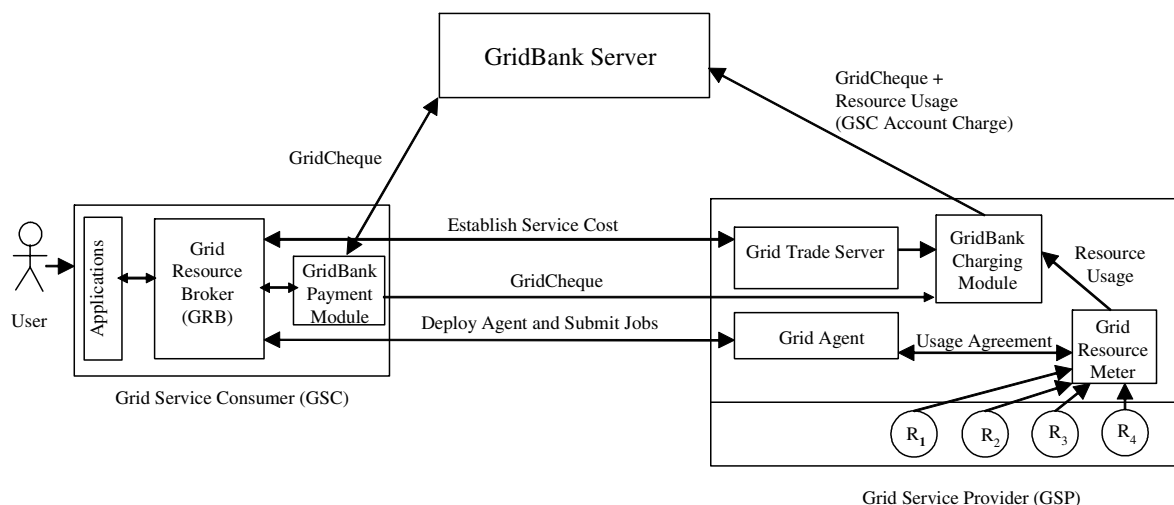 GridBank Server
GridCheque +
Resource Usage
(GSC Account Charge)
GridCheque
User
Applications
Grid
Resource
Broker
(GRB)
GridBank
Payment
Module
Establish Service Cost
GridCheque
Deploy Agent and Submit Jobs
Grid Trade Server
GridBank
Charging
Module
Resource
Usage
Grid Agent
Usage Agreement
Grid
Resource
Meter
R1
R2
R3
R4
Grid Service Consumer (GSC)
Grid Service Provider (GSP)